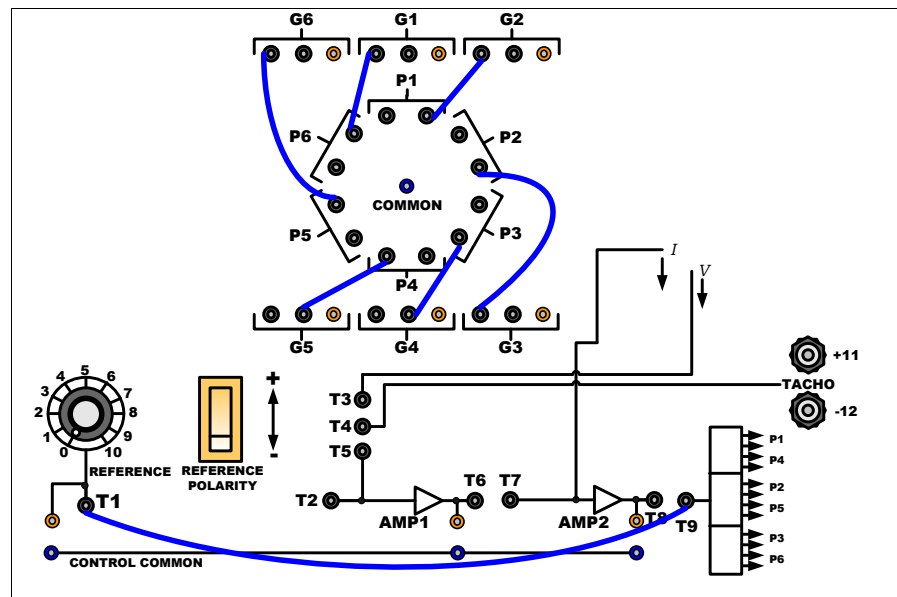 G6 G1 G2
P1
P6 P2
COMMON
P5 P3
P4
G5 G4 G3
I
V
+11
TACHO
-12
0 1 2 3 4 5 6 7 8 9 10
REFERENCE
+
-
REFERENCE
POLARITY
T3
T4
T5
T1 T2 T6 T7 T8 T9
AMP1 AMP2
CONTROL COMMON
P1
P4
P2
P5
P3
P6